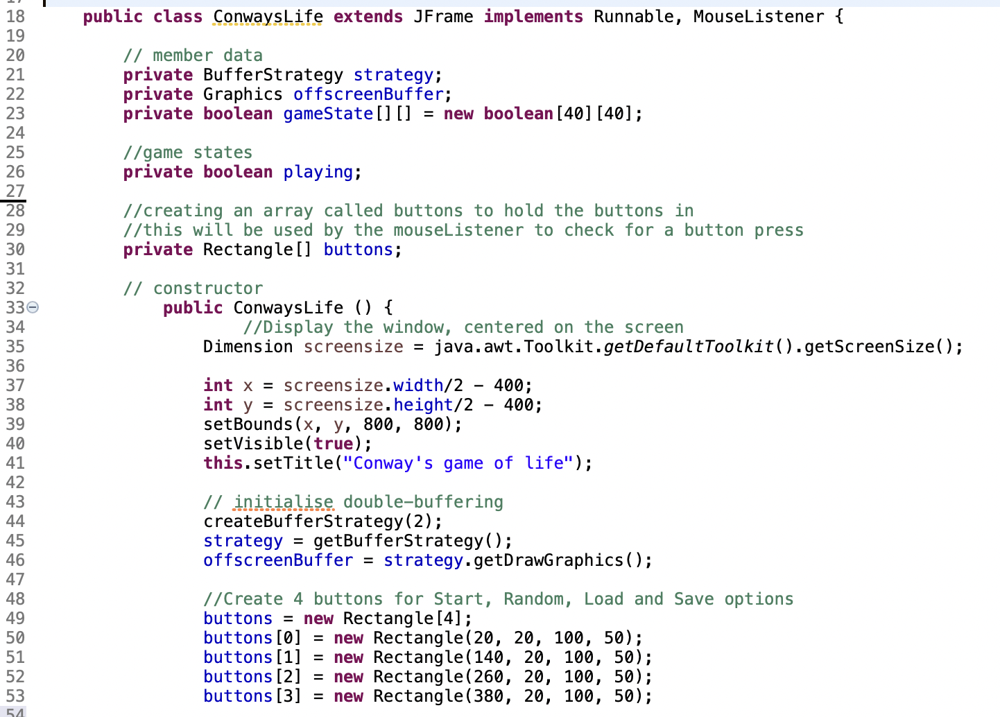 18 public class ConwaysLife extends JFrame implements Runnable, MouseListener {
19
20 // member data
21 private BufferStrategy strategy;
22 private Graphics offscreenBuffer;
23 private boolean gameState[][] = new boolean[40][40];
24
25 //game states
26 private boolean playing;
27
28 //creating an array called buttons to hold the buttons in
29 //this will be used by the mouseListener to check for a button press
30 private Rectangle[] buttons;
31
32 // constructor
33 public ConwaysLife () {
34 //Display the window, centered on the screen
35 Dimension screensize = java.awt.Toolkit.getDefaultToolkit().getScreenSize();
36
37 int x = screensize.width/2 - 400;
38 int y = screensize.height/2 - 400;
39 setBounds(x, y, 800, 800);
40 setVisible(true);
41 this.setTitle("Conway's game of life");
42
43 // initialise double-buffering
44 createBufferStrategy(2);
45 strategy = getBufferStrategy();
46 offscreenBuffer = strategy.getDrawGraphics();
47
48 //Create 4 buttons for Start, Random, Load and Save options
49 buttons = new Rectangle[4];
50 buttons[0] = new Rectangle(20, 20, 100, 50);
51 buttons[1] = new Rectangle(140, 20, 100, 50);
52 buttons[2] = new Rectangle(260, 20, 100, 50);
53 buttons[3] = new Rectangle(380, 20, 100, 50);
54